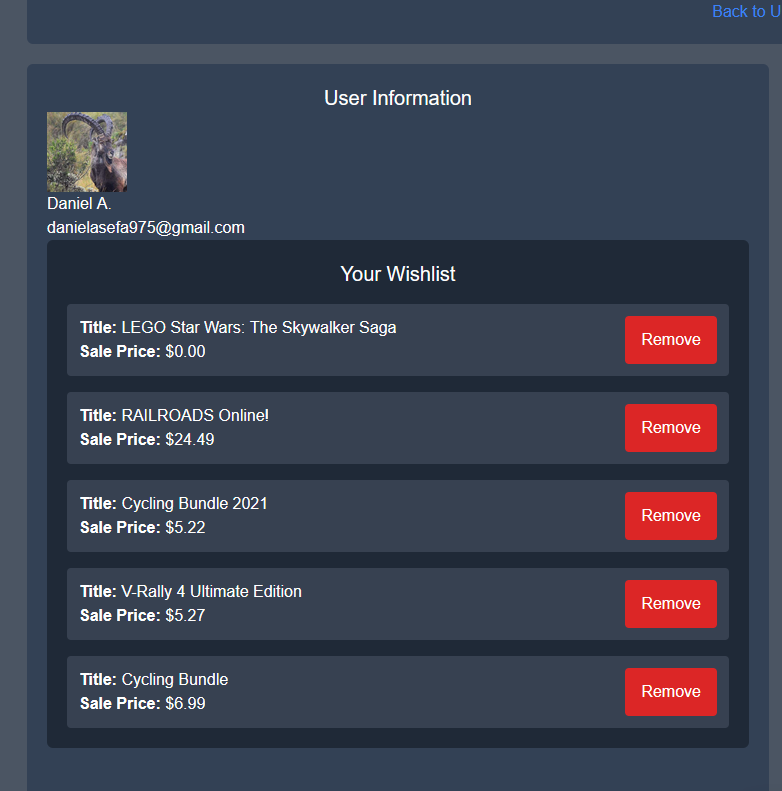 Back to U
User Information
Daniel A.
danielasefa975@gmail.com
Your Wishlist
Title: LEGO Star Wars: The Skywalker Saga
Sale Price: $0.00
Remove
Title: RAILROADS Online!
Sale Price: $24.49
Remove
Title: Cycling Bundle 2021
Sale Price: $5.22
Remove
Title: V-Rally 4 Ultimate Edition
Sale Price: $5.27
Remove
Title: Cycling Bundle
Sale Price: $6.99
Remove